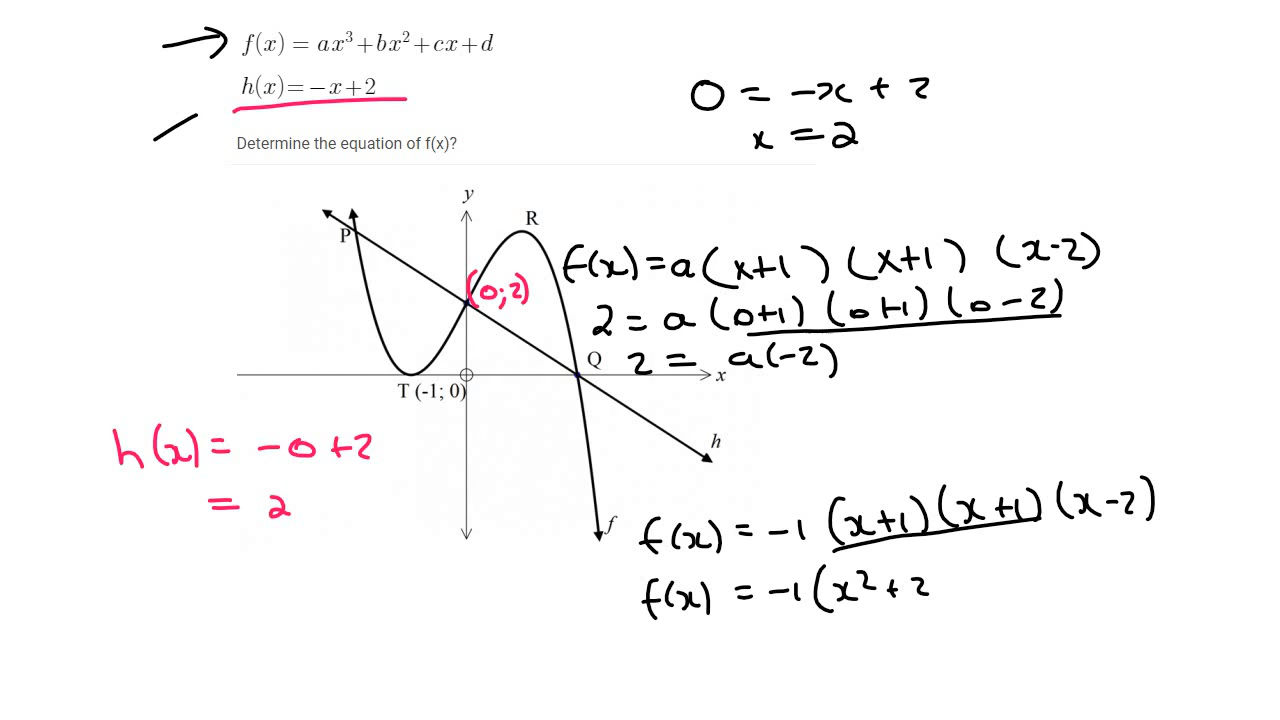 f(x) = ax³+bx²+cx+d
h(x)=−x+2
0 = -x + 2
x = 2
Determine the equation of f(x)?
y
R
P
f(x) = a(x+1) (x+1) (x-2)
(0;2)
2 = a (0+1) (0+1) (0-2)
Q
2 = a(-2)
x
T (-1; 0)
h
h(x) = -0+2
= 2
f
f(x) = -1 (x+1)(x+1)(x-2)
f(x) = -1(x²+2